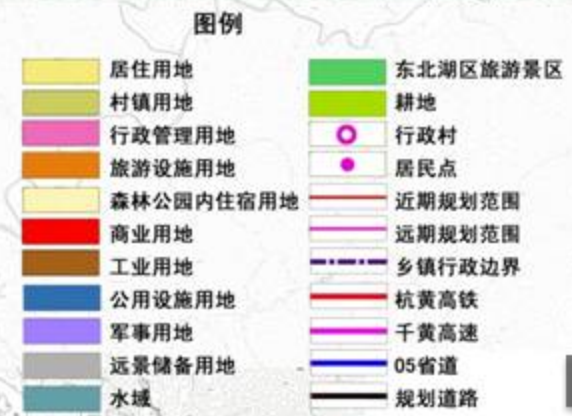 图例
居住用地
村镇用地
行政管理用地
旅游设施用地
森林公园内住宿用地
商业用地
工业用地
公用设施用地
军事用地
远景储备用地
水域
东北湖区旅游景区
耕地
行政村
居民点
近期规划范围
远期规划范围
乡镇行政边界
杭黄高铁
千黄高速
05省道
规划道路